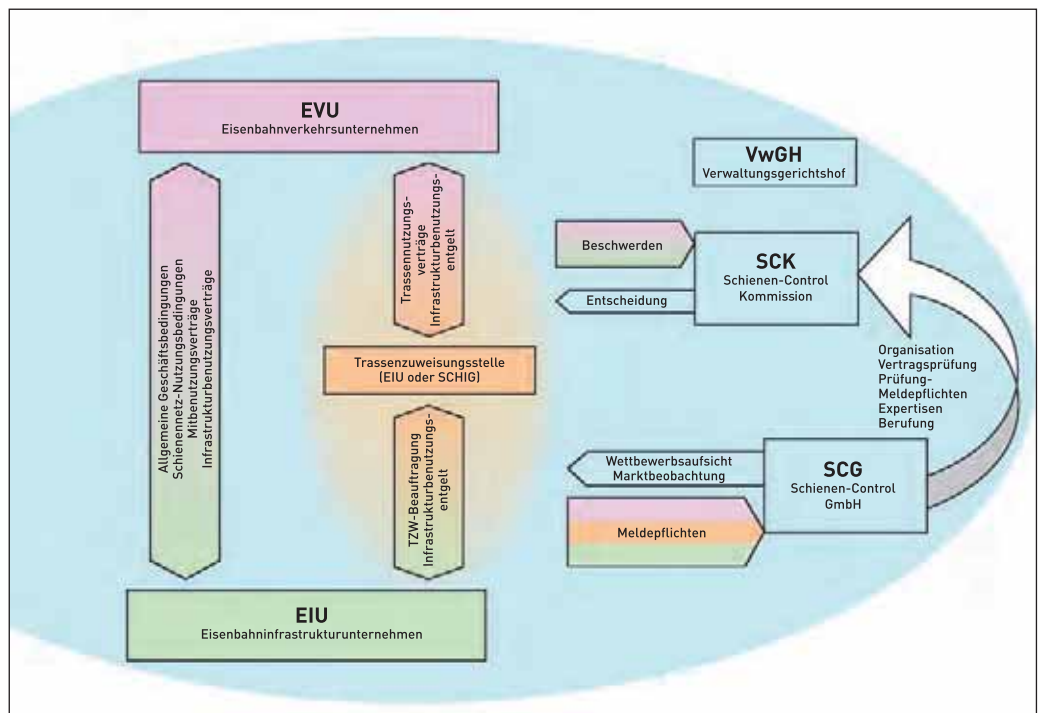 EVU
Eisenbahnverkehrsunternehmen
Allgemeine Geschäftsbedingungen
Schienennetz-Nutzungsbedingungen
Mitbenutzungsverträge
Infrastrukturbenutzungsverträge
Trassennutzungs-
verträge
Infrastrukturbenutzungs-
entgelt
Trassenzuweisungsstelle
(EIU oder SCHIG)
TZW-Beauftragung
Infrastrukturbenutzungs-
entgelt
EIU
Eisenbahninfrastrukturunternehmen
VwGH
Verwaltungsgerichtshof
Beschwerden
Entscheidung
SCK
Schienen-Control
Kommission
Organisation
Vertragsprüfung
Prüfung-
Meldepflichten
Expertisen
Berufung
Wettbewerbsaufsicht
Marktbeobachtung
Meldepflichten
SCG
Schienen-Control
GmbH